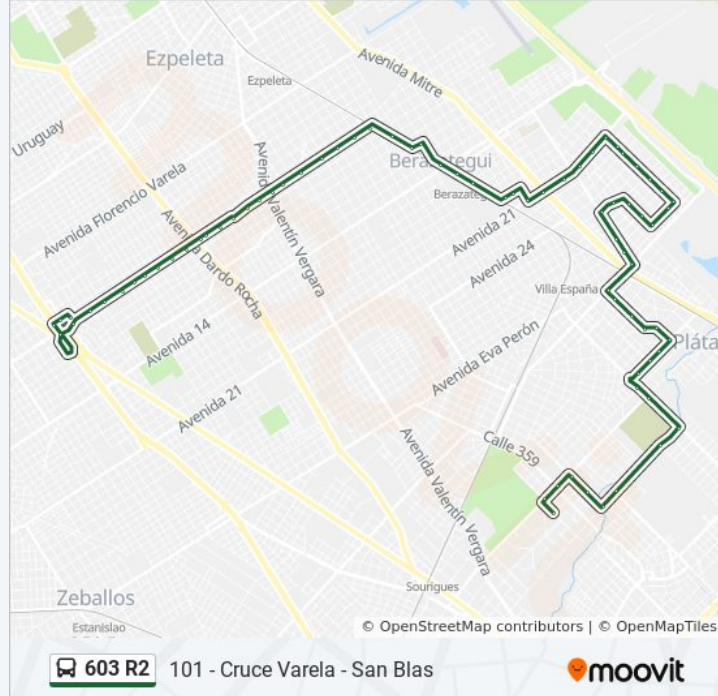 Ezpeleta
Ezpeleta
Avenida Mitre
Uruguay
Berazategui
Avenida Florencio Varela
Avenida Valentín Vergara
Berazategui
Avenida 21
Avenida Dardo Rocha
Avenida 24
Villa España
Avenida 14
Avenida Eva Perón
Pláta
Avenida 21
Calle 359
Avenida Valentín Vergara
Sourigues
Zeballos
Estanislao
© OpenStreetMap contributors | © OpenMapTiles
603 R2 101 - Cruce Varela - San Blas
moovit